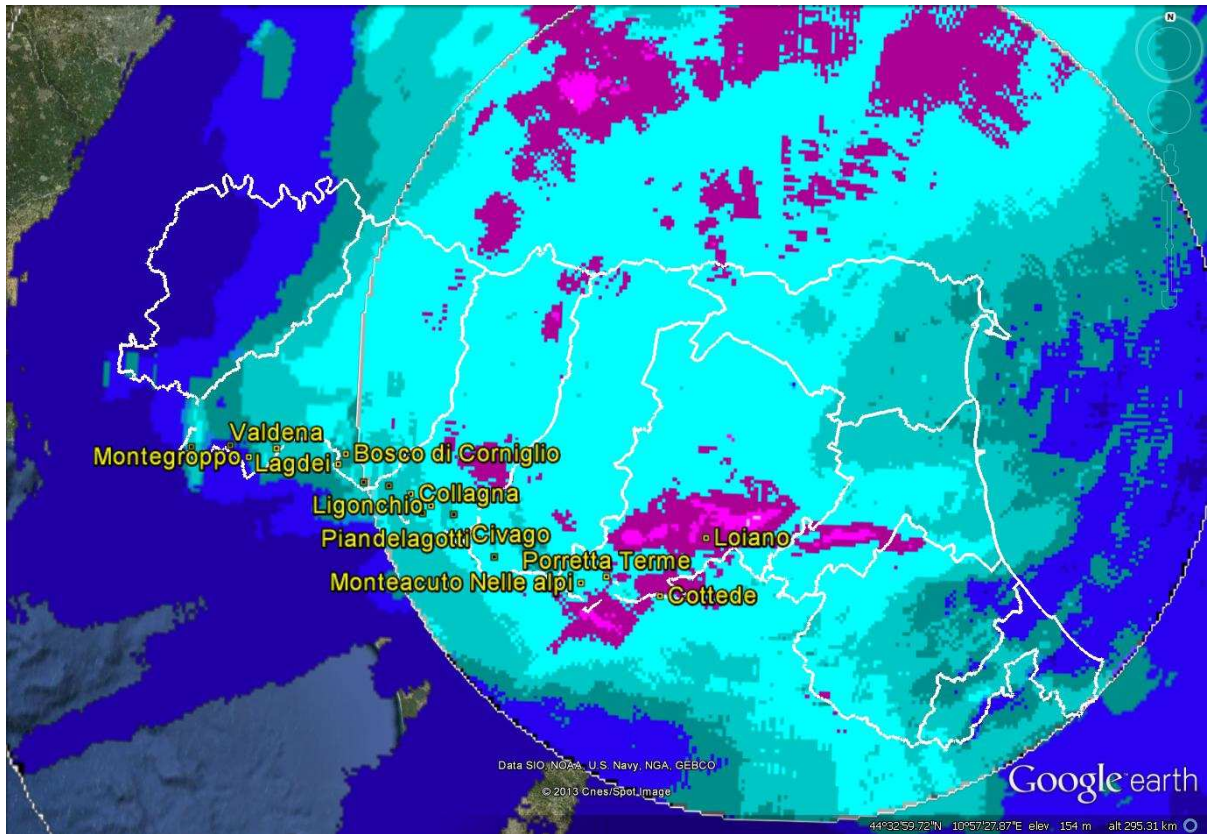 N
Valdena
Montegroppo
Lagdei
Bosco di Corniglio
Collagna
Ligonchio
Piandelagotti
Civago
Loiano
Porretta Terme
Monteacuto Nelle alpi
Cottede
Data SIO, NOAA, U.S. Navy, NGA, GEBCO
© 2013 Cnes/Spot Image
Google earth
44°32'59.72"N 10°57'27.87"E elev. 154 m alt 295.31 km